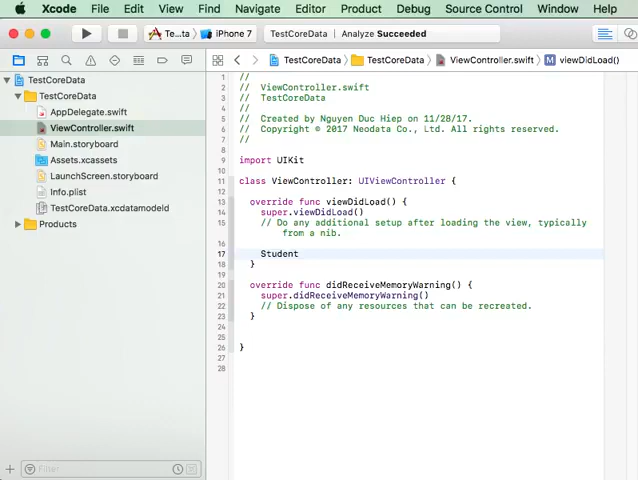 Xcode File Edit View Find Navigate Editor Product Debug Source Control Window Help
Te...ta iPhone 7 TestCoreData Analyze Succeeded
TestCoreData TestCoreData ViewController.swift M viewDidLoad()
TestCoreData
TestCoreData
AppDelegate.swift
ViewController.swift
Main.storyboard
Assets.xcassets
LaunchScreen.storyboard
Info.plist
TestCoreData.xcdatamodeld
Products
Filter
1 //
2 // ViewController.swift
3 // TestCoreData
4 //
5 // Created by Nguyen Duc Hiep on 11/28/17.
6 // Copyright © 2017 Neodata Co., Ltd. All rights reserved.
7 //
8
9 import UIKit
10
11 class ViewController: UIViewController {
12
13 override func viewDidLoad() {
14 super.viewDidLoad()
15 // Do any additional setup after loading the view, typically
from a nib.
16
17 Student
18 }
19
20 override func didReceiveMemoryWarning() {
21 super.didReceiveMemoryWarning()
22 // Dispose of any resources that can be recreated.
23 }
24
25
26 }
27
28